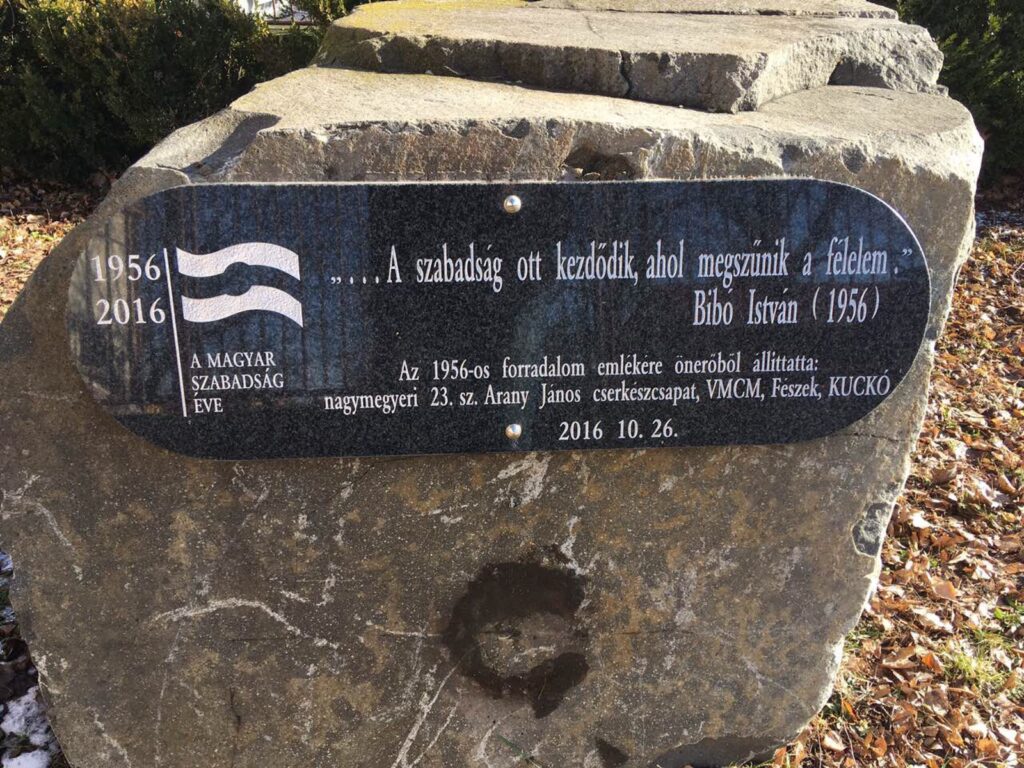 1956
2016
A MAGYAR
SZABADSÁG
ÉVE
„....A szabadság ott kezdődik, ahol megszűnik a félelem.”
Bibó István (1956)
Az 1956-os forradalom emlékére önerőből állíttatta:
nagymegyeri 23. sz. Arany János cserkészcsapat, VMCM, Fészek, KUCKÓ
2016 10. 26.